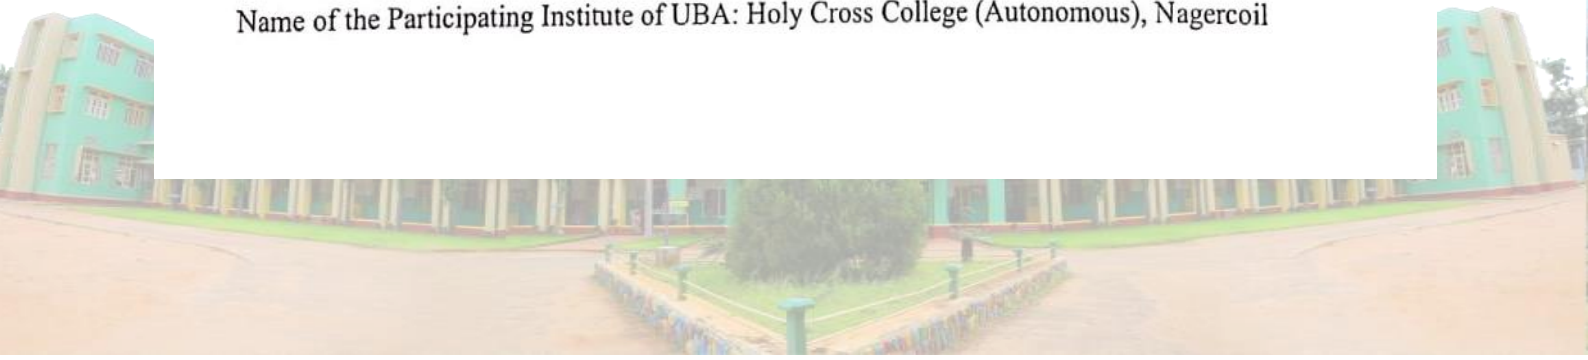 Name of the Participating Institute of UBA: Holy Cross College (Autonomous), Nagercoil